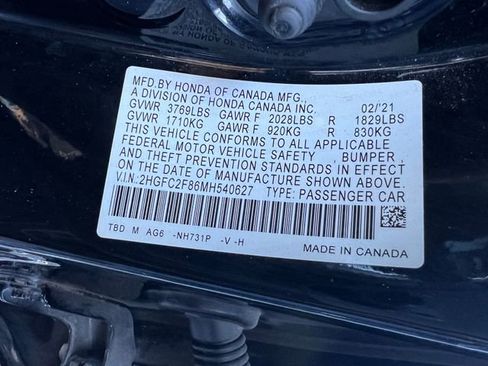 MFD.BY HONDA OF CANADA MFG.,
A DIVISION OF HONDA CANADA INC. 02/'21
GVWR 3769LBS GAWR F 2028LBS R 1829LBS
GVWR 1710KG GAWR F 920KG R 830KG
THIS VEHICLE CONFORMS TO ALL APPLICABLE
FEDERAL MOTOR VEHICLE SAFETY , BUMPER ,
AND THEFT PREVENTION STANDARDS IN EFFECT
ON THE DATE OF MANUFACTURE SHOWN ABOVE.
V.I.N.:2HGFC2F86MH540627 TYPE: PASSENGER CAR
TBD M AG6 -NH731P -V -H
MADE IN CANADA